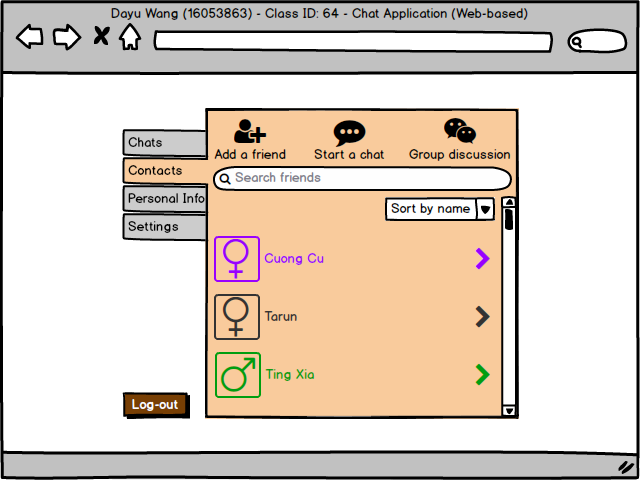 Dayu Wang (16053863) - Class ID: 64 - Chat Application (Web-based)
Add a friend
Start a chat
Group discussion
Search friends
Sort by name
Chats
Contacts
Personal Info
Settings
Cuong Cu
Tarun
Ting Xia
Log-out